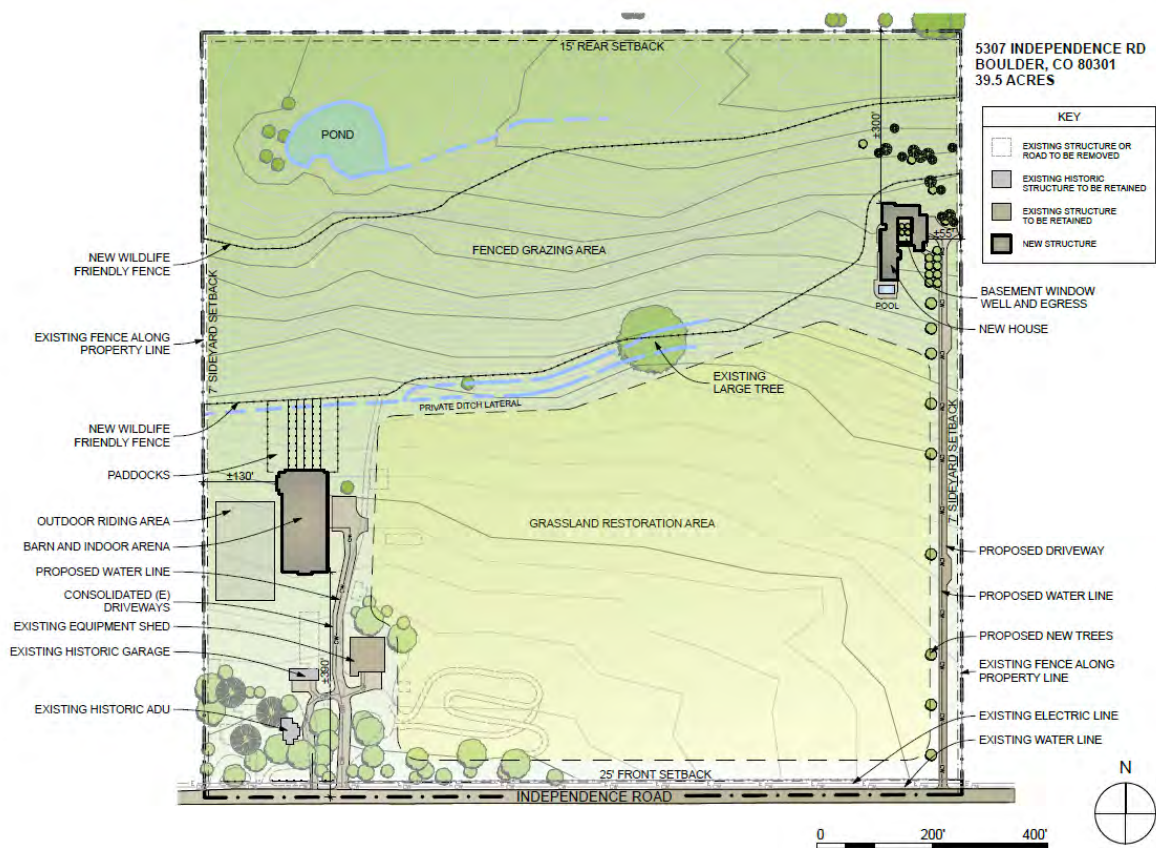 15' REAR SETBACK
5307 INDEPENDENCE RD
BOULDER, CO 80301
39.5 ACRES
KEY
EXISTING STRUCTURE OR
ROAD TO BE REMOVED
EXISTING HISTORIC
STRUCTURE TO BE RETAINED
EXISTING STRUCTURE
TO BE RETAINED
NEW STRUCTURE
POND
±300'
±55'
FENCED GRAZING AREA
NEW WILDLIFE
FRIENDLY FENCE
7' SIDEYARD SETBACK
EXISTING FENCE ALONG
PROPERTY LINE
BASEMENT WINDOW
WELL AND EGRESS
POOL
NEW HOUSE
EXISTING
LARGE TREE
PRIVATE DITCH LATERAL
NEW WILDLIFE
FRIENDLY FENCE
7' SIDEYARD SETBACK
PADDOCKS
±130'
OUTDOOR RIDING AREA
GRASSLAND RESTORATION AREA
BARN AND INDOOR ARENA
PROPOSED DRIVEWAY
PROPOSED WATER LINE
CONSOLIDATED (E)
DRIVEWAYS
PROPOSED WATER LINE
EXISTING EQUIPMENT SHED
PROPOSED NEW TREES
EXISTING HISTORIC GARAGE
EXISTING FENCE ALONG
PROPERTY LINE
±390'
EXISTING HISTORIC ADU
EXISTING ELECTRIC LINE
EXISTING WATER LINE
25' FRONT SETBACK
INDEPENDENCE ROAD
N
0 200' 400'